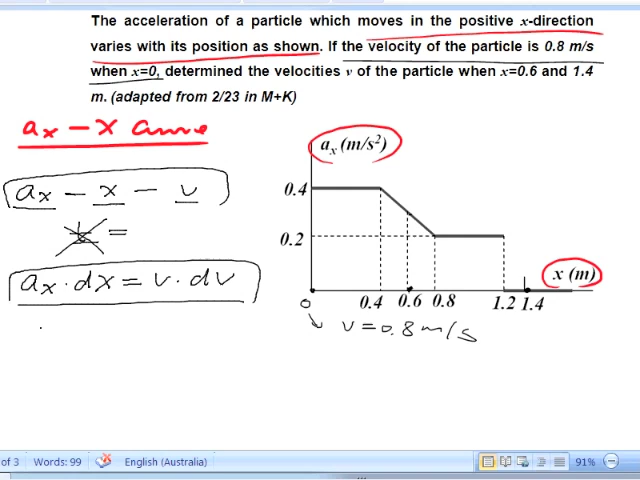 The acceleration of a particle which moves in the positive x-direction
varies with its position as shown. If the velocity of the particle is 0.8 m/s
when x=0, determined the velocities v of the particle when x=0.6 and 1.4
m. (adapted from 2/23 in M+K)
ax – x curve
ax – x – v
=
ax · dx = v · dv
ax (m/s²)
0.4
0.2
x (m)
0 0.4 0.6 0.8 1.2 1.4
v = 0.8 m/s
of 3 Words: 99 English (Australia) 91%